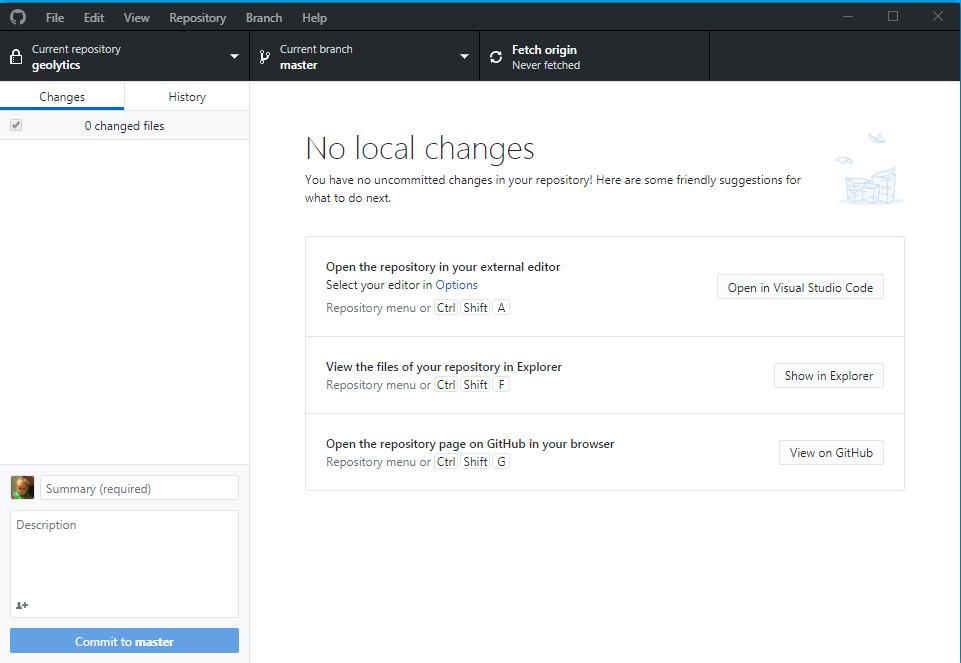 File Edit View Repository Branch Help
Current repository
geolytics
Current branch
master
Fetch origin
Never fetched
Changes
History
0 changed files
No local changes
You have no uncommitted changes in your repository! Here are some friendly suggestions for
what to do next.
Open the repository in your external editor
Select your editor in Options
Repository menu or Ctrl Shift A
Open in Visual Studio Code
View the files of your repository in Explorer
Repository menu or Ctrl Shift F
Show in Explorer
Open the repository page on GitHub in your browser
Repository menu or Ctrl Shift G
View on GitHub
Summary (required)
Description
Commit to master